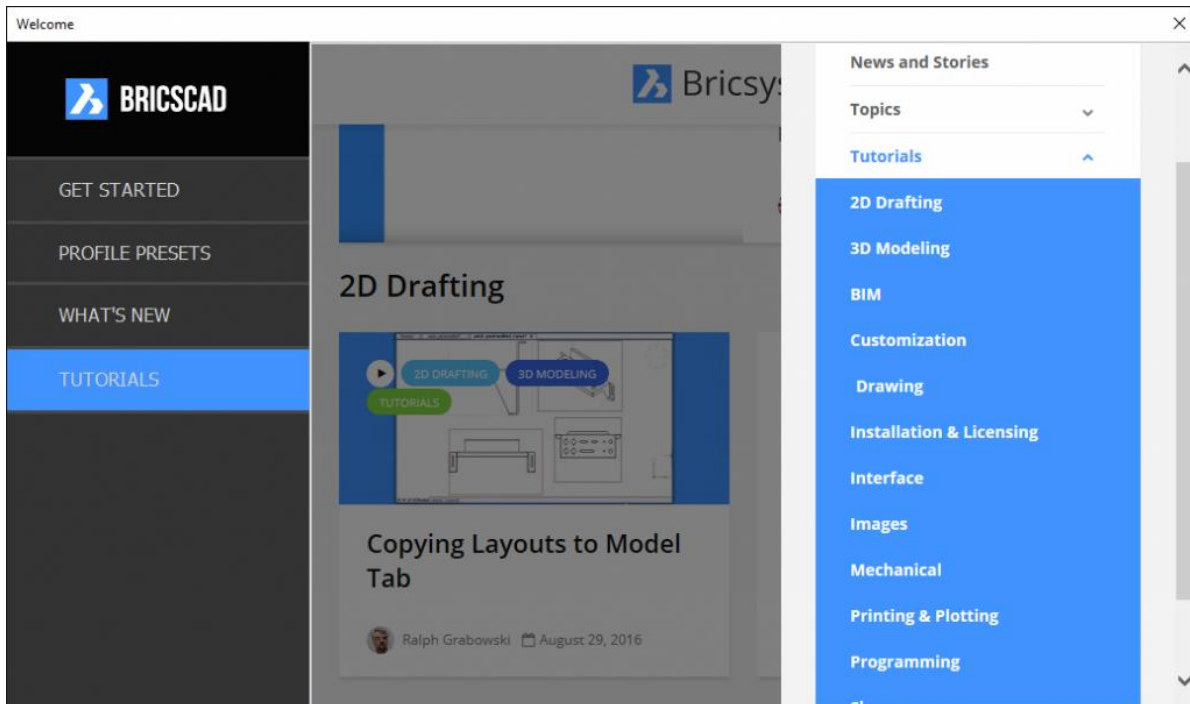 Welcome
BRICSCAD
GET STARTED
PROFILE PRESETS
WHAT'S NEW
TUTORIALS
Bricsys
2D Drafting
2D DRAFTING
3D MODELING
TUTORIALS
Copying Layouts to Model
Tab
Ralph Grabowski August 29, 2016
News and Stories
Topics
Tutorials
2D Drafting
3D Modeling
BIM
Customization
Drawing
Installation & Licensing
Interface
Images
Mechanical
Printing & Plotting
Programming